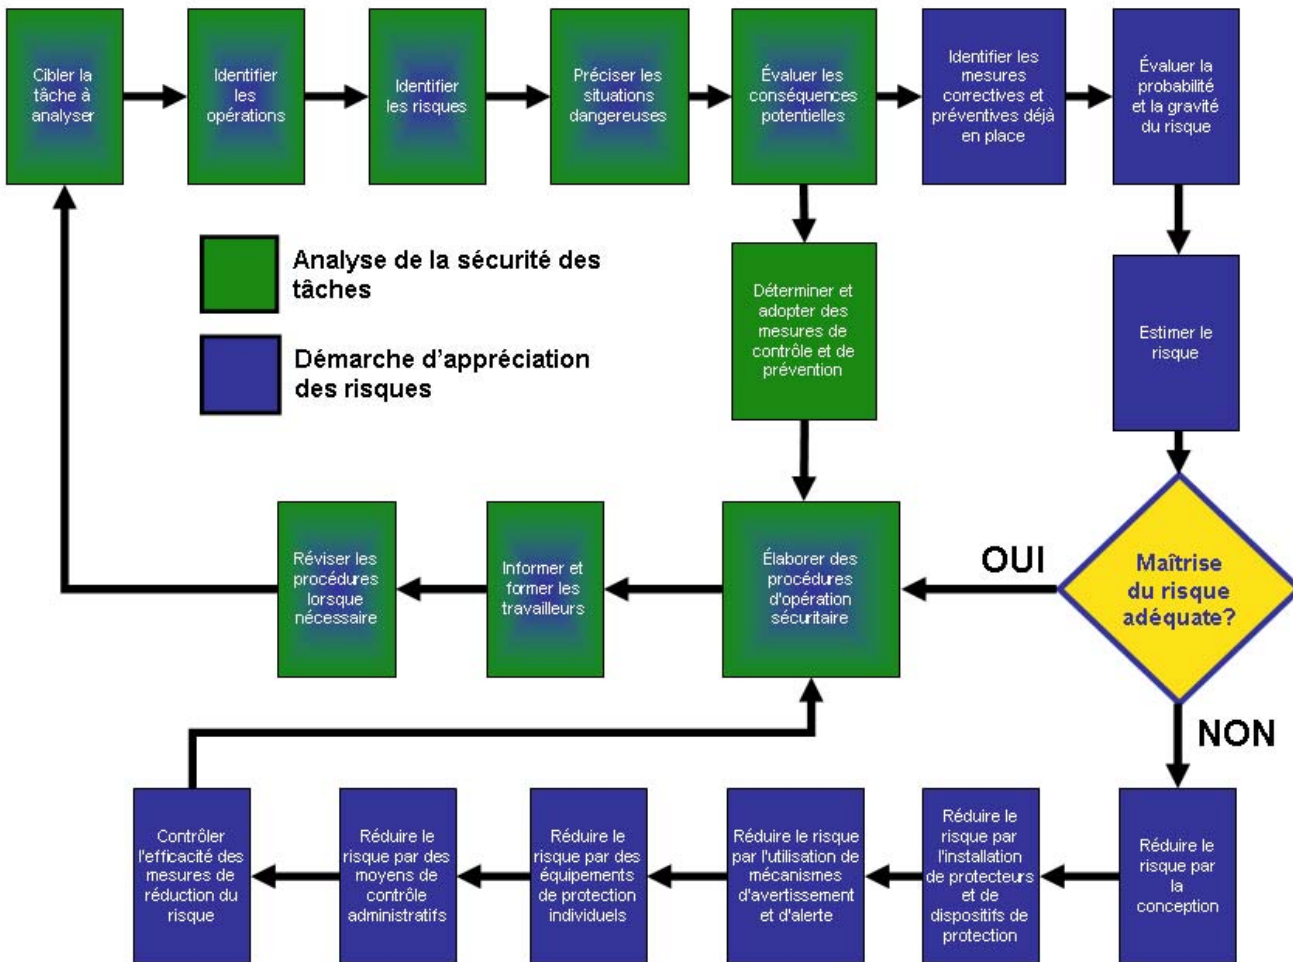 Cibler la
tâche à
analyser
Identifier
les
opérations
Identifier
les risques
Préciser les
situations
dangereuses
Évaluer les
conséquences
potentielles
Identifier les
mesures
correctives et
préventives déjà
en place
Évaluer la
probabilité
et la gravité
du risque
Analyse de la sécurité des
tâches
Démarche d'appréciation
des risques
Déterminer et
adopter des
mesures de
contrôle et de
prévention
Estimer le
risque
Réviser les
procédures
lorsque
nécessaire
Informer et
former les
travailleurs
Élaborer des
procédures
d'opération
sécuritaire
OUI
Maîtrise
du risque
adéquate?
NON
Contrôler
l'efficacité des
mesures de
réduction du
risque
Réduire le
risque par des
moyens de
contrôle
administratifs
Réduire le
risque par des
équipements
de protection
individuels
Réduire le risque
par l'utilisation de
mécanismes
d'avertissement
et d'alerte
Réduire le
risque par
l'installation
de protecteurs
et de
dispositifs de
protection
Réduire le
risque par
la
conception